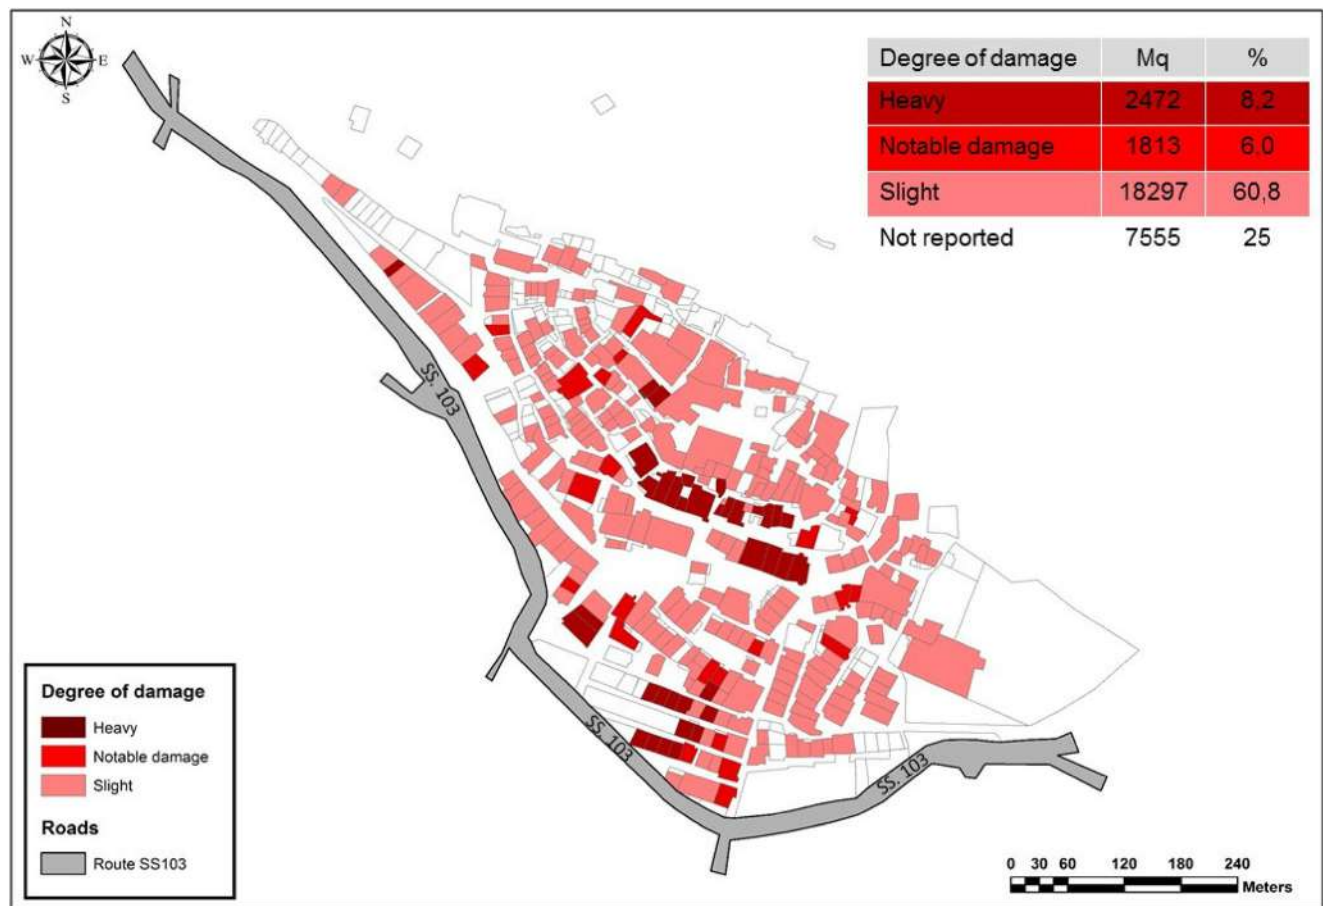 N
W E
S
Degree of damage Mq %
Heavy 2472 8,2
Notable damage 1813 6,0
Slight 18297 60,8
Not reported 7555 25
SS. 103
SS. 103
SS. 103
Degree of damage
Heavy
Notable damage
Slight
Roads
Route SS103
0 30 60 120 180 240
Meters